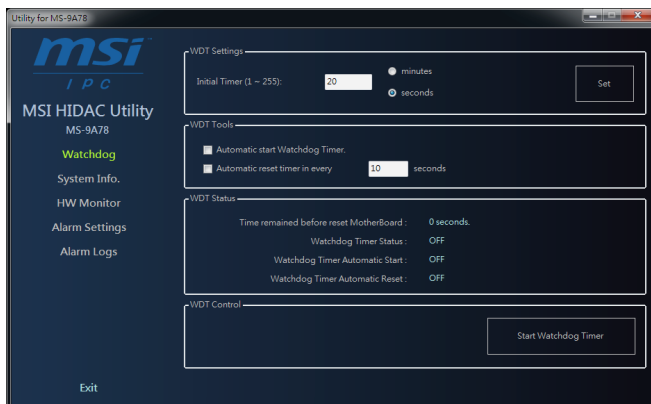 Utility for MS-9A78
msi
IPC
MSI HIDAC Utility
MS-9A78
Watchdog
System Info.
HW Monitor
Alarm Settings
Alarm Logs
Exit
WDT Settings
Initial Timer (1 ~ 255):
20
minutes
seconds
Set
WDT Tools
Automatic start Watchdog Timer.
Automatic reset timer in every 10 seconds
WDT Status
Time remained before reset MotherBoard : 0 seconds.
Watchdog Timer Status : OFF
Watchdog Timer Automatic Start : OFF
Watchdog Timer Automatic Reset : OFF
WDT Control
Start Watchdog Timer